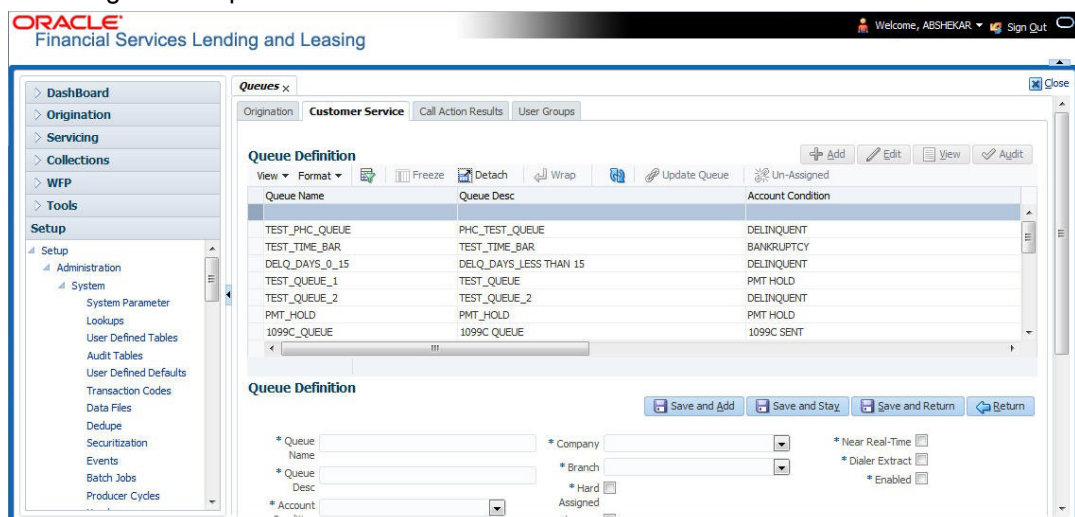 ORACLE
Financial Services Lending and Leasing
Welcome, ABSHEKAR Sign Out
Queues
Close
DashBoard
Origination
Servicing
Collections
WFP
Tools
Setup
Setup
Administration
System
System Parameter
Lookups
User Defined Tables
Audit Tables
User Defined Defaults
Transaction Codes
Data Files
Dedupe
Securitization
Events
Batch Jobs
Producer Cycles
Origination Customer Service Call Action Results User Groups
Queue Definition
Add Edit View Audit
View Format Freeze Detach Wrap Update Queue Un-Assigned
Queue Name Queue Desc Account Condition
TEST_PHC_QUEUE PHC_TEST_QUEUE DELINQUENT
TEST_TIME_BAR TEST_TIME_BAR BANKRUPTCY
DELQ_DAYS_0_15 DELQ_DAYS_LESS THAN 15 DELINQUENT
TEST_QUEUE_1 TEST_QUEUE PMT HOLD
TEST_QUEUE_2 TEST_QUEUE_2 DELINQUENT
PMT_HOLD PMT_HOLD PMT HOLD
1099C_QUEUE 1099C QUEUE 1099C SENT
Queue Definition
Save and Add Save and Stay Save and Return Return
* Queue Name
* Queue Desc
* Account
* Company
* Branch
* Hard Assigned
* Near Real-Time
* Dialer Extract
* Enabled